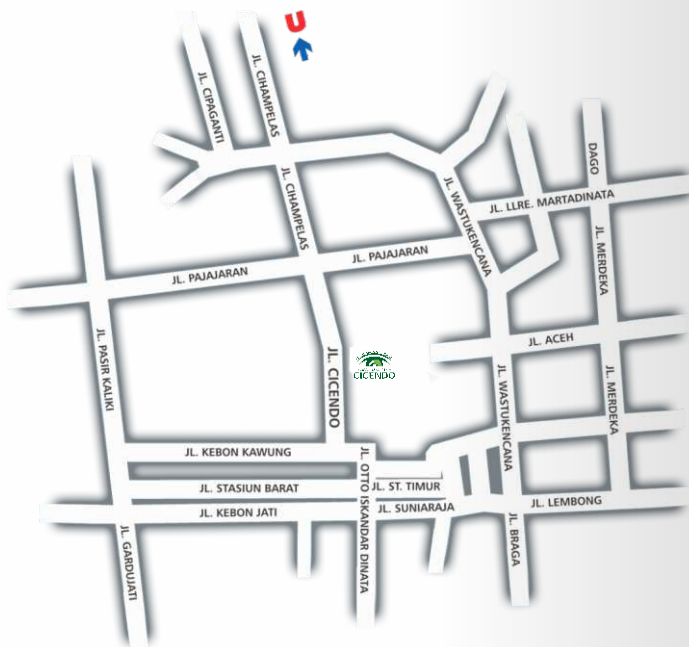 U
JL. CIPAGANTI
JL. CIHAMPELAS
DAGO
JL. CIHAMPELAS
JL. WASTUKENCANA
JL. LLRE. MARTADINATA
JL. PAJAJARAN
JL. PAJAJARAN
JL. MERDEKA
JL. PASIR KALIKI
JL. CICENDO
CICENDO
JL. ACEH
JL. WASTUKENCANA
JL. MERDEKA
JL. KEBON KAWUNG
JL. OTTO ISKANDAR DINATA
JL. STASIUN BARAT
JL. ST. TIMUR
JL. KEBON JATI
JL. SUNIARAJA
JL. LEMBONG
JL. GARDUJATI
JL. BRAGA